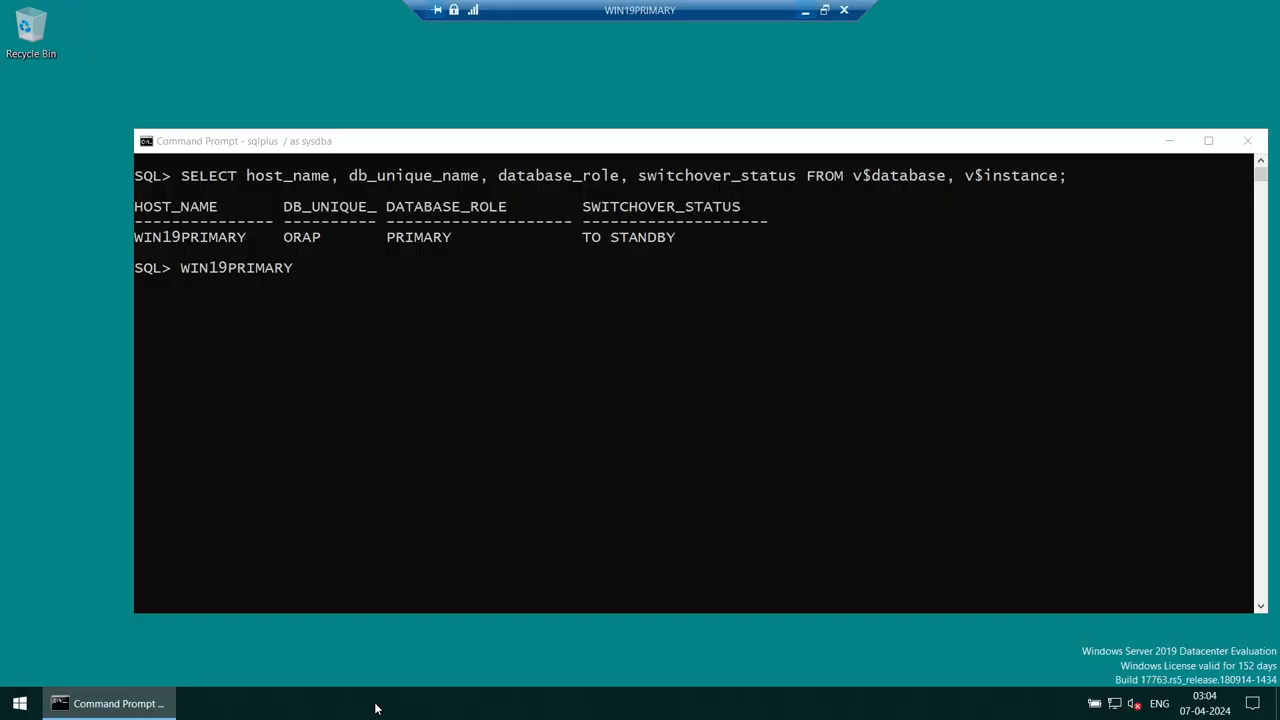 WIN19PRIMARY
Recycle Bin
Command Prompt - sqlplus / as sysdba
SQL> SELECT host_name, db_unique_name, database_role, switchover_status FROM v$database, v$instance;
HOST_NAME DB_UNIQUE_ DATABASE_ROLE SWITCHOVER_STATUS
--------------- ---------- -------------------- --------------------
WIN19PRIMARY ORAP PRIMARY TO STANDBY
SQL> WIN19PRIMARY
Windows Server 2019 Datacenter Evaluation
Windows License valid for 152 days
Build 17763.rs5_release.180914-1434
Command Prompt ...
ENG
03:04
07-04-2024